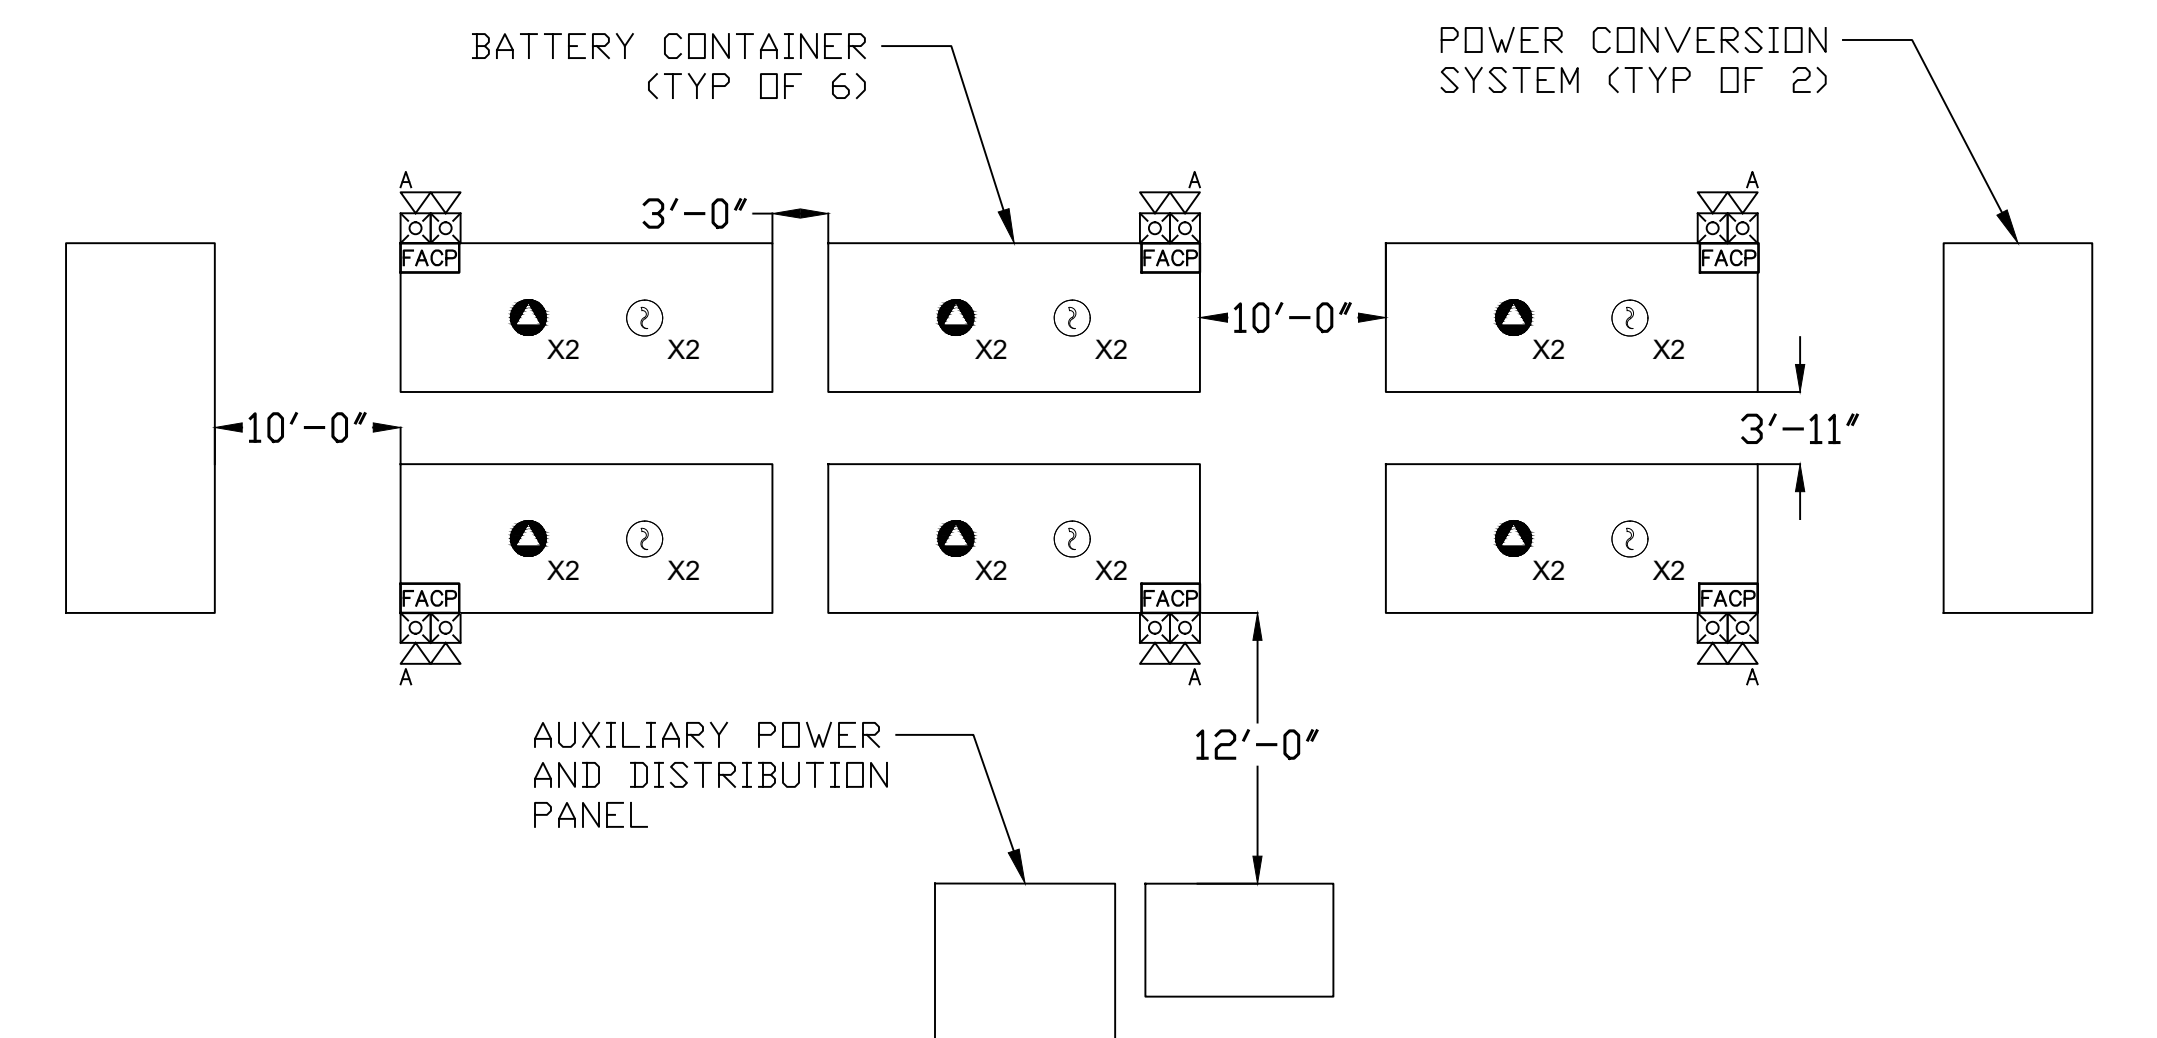 BATTERY CONTAINER
(TYP OF 6)
POWER CONVERSION
SYSTEM (TYP OF 2)
A
A
A
3'-0"
FACP
FACP
FACP
X2
X2
X2
X2
X2
X2
10'-0"
10'-0"
3'-11"
X2
X2
X2
X2
X2
X2
FACP
FACP
FACP
A
A
A
AUXILIARY POWER
AND DISTRIBUTION
PANEL
12'-0"